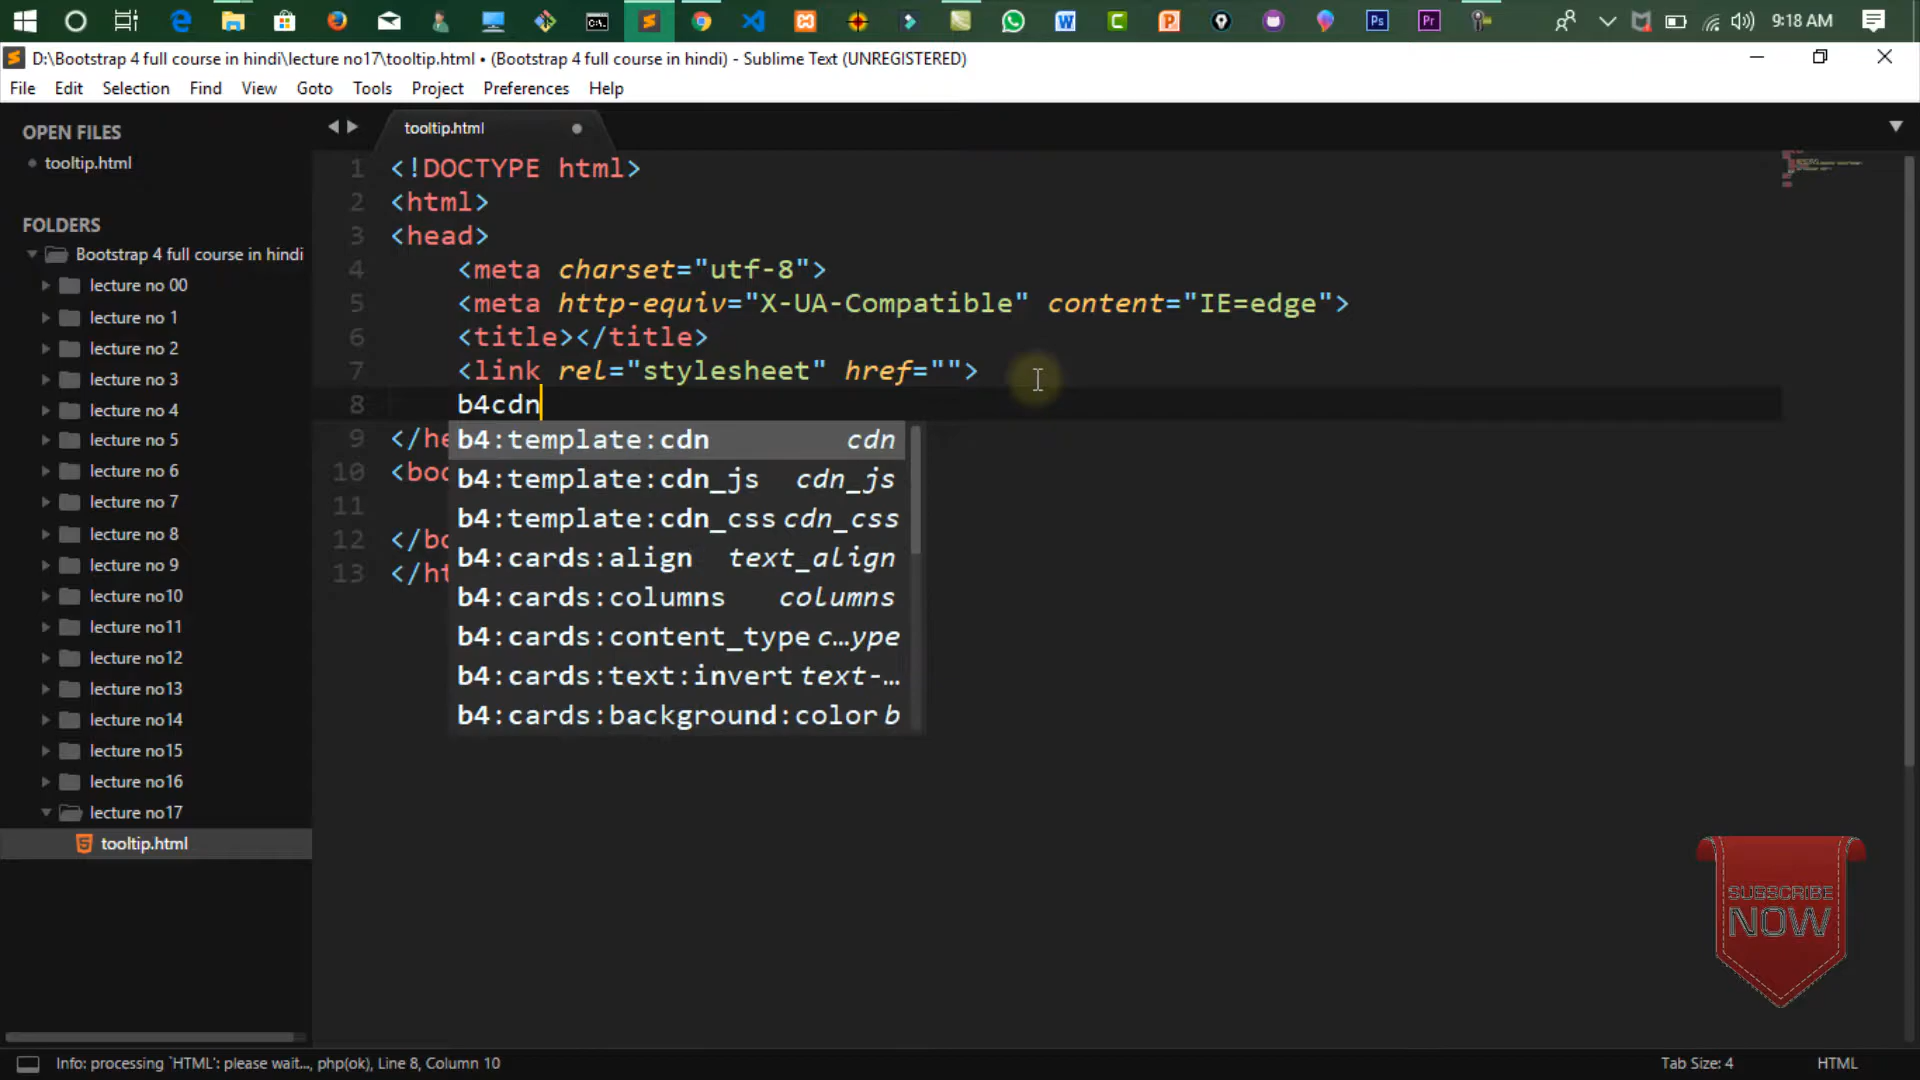 9:18 AM
D:\Bootstrap 4 full course in hindi\lecture no17\tooltip.html • (Bootstrap 4 full course in hindi) - Sublime Text (UNREGISTERED)
File Edit Selection Find View Goto Tools Project Preferences Help
OPEN FILES
tooltip.html
FOLDERS
Bootstrap 4 full course in hindi
lecture no 00
lecture no 1
lecture no 2
lecture no 3
lecture no 4
lecture no 5
lecture no 6
lecture no 7
lecture no 8
lecture no 9
lecture no10
lecture no11
lecture no12
lecture no13
lecture no14
lecture no15
lecture no16
lecture no17
tooltip.html
tooltip.html
1 <!DOCTYPE html>
2 <html>
3 <head>
4 <meta charset="utf-8">
5 <meta http-equiv="X-UA-Compatible" content="IE=edge">
6 <title></title>
7 <link rel="stylesheet" href="">
8 b4cdn
9 </he
10 <boc
11
12 </bo
13 </ht
b4:template:cdn cdn
b4:template:cdn_js cdn_js
b4:template:cdn_css cdn_css
b4:cards:align text_align
b4:cards:columns columns
b4:cards:content_type c…ype
b4:cards:text:invert text-…
b4:cards:background:color b
SUBSCRIBE
NOW
Info: processing `HTML': please wait..., php(ok), Line 8, Column 10
Tab Size: 4
HTML